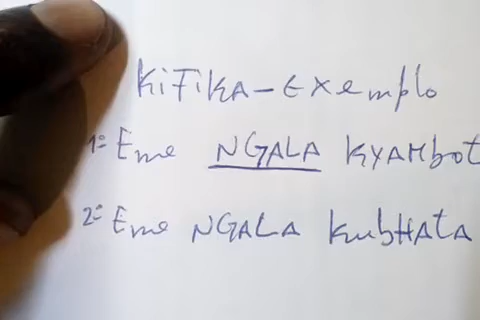 KiFiKA - Exemplo
1º Eme NGALA KYAMbot
2º Eme NGALA KubHAtA